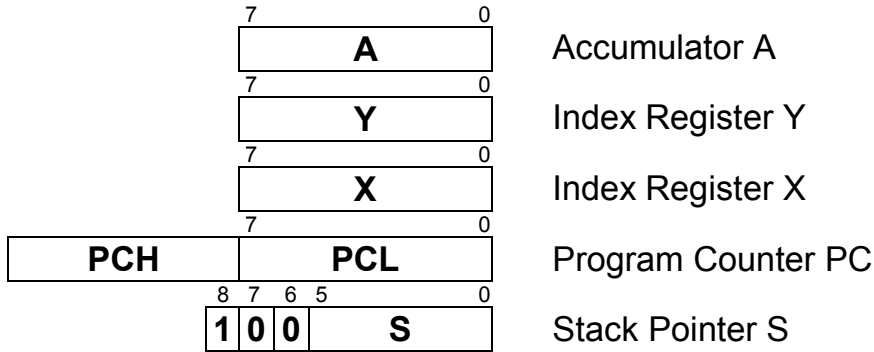 7 0
A Accumulator A
7 0
Y Index Register Y
7 0
X Index Register X
7 0
PCH PCL Program Counter PC
8 7 6 5 0
1 0 0 S Stack Pointer S